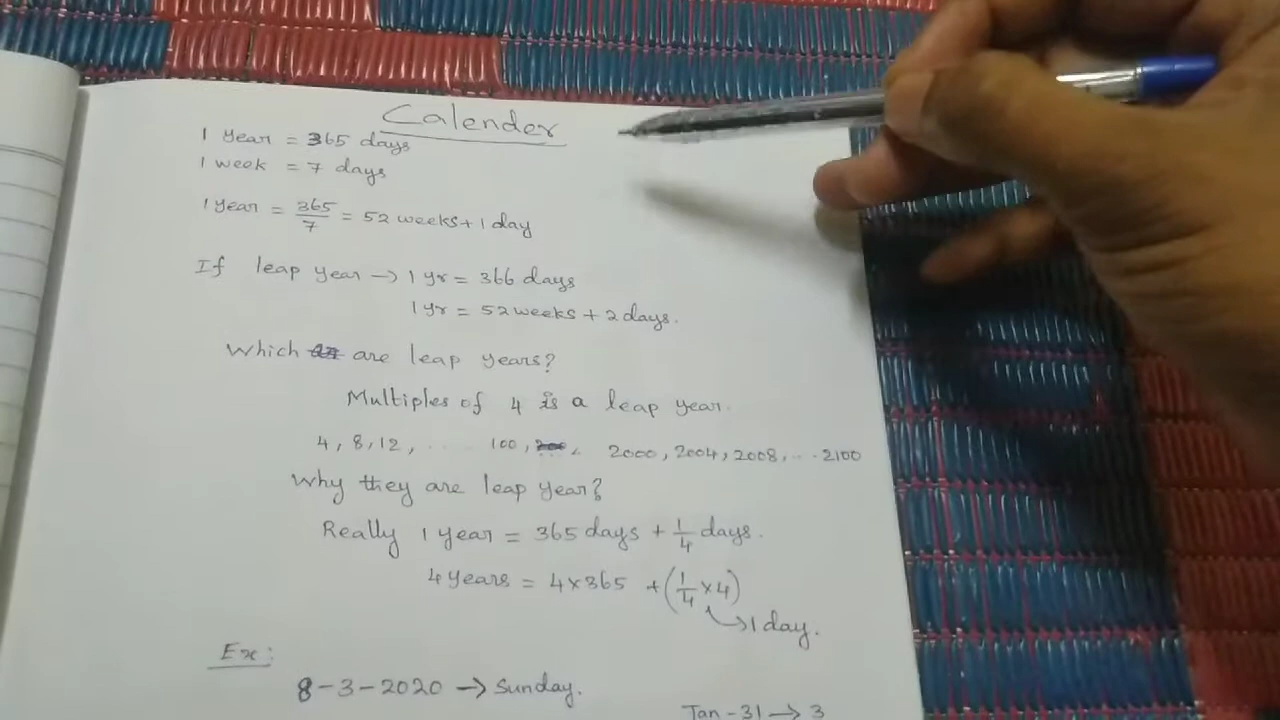 Calender
1 year = 365 days
1 week = 7 days
1 year = 365/7 = 52 weeks + 1 day
If leap year → 1 yr = 366 days
1 yr = 52 weeks + 2 days.
Which are leap years?
Multiples of 4 is a leap year.
4, 8, 12, .... 100, , 2000, 2004, 2008, ... 2100
Why they are leap year?
Really 1 year = 365 days + 1/4 days.
4 years = 4×365 + (1/4 ×4)
→ 1 day.
Ex:
8-3-2020 → Sunday.
Jan - 31 → 3